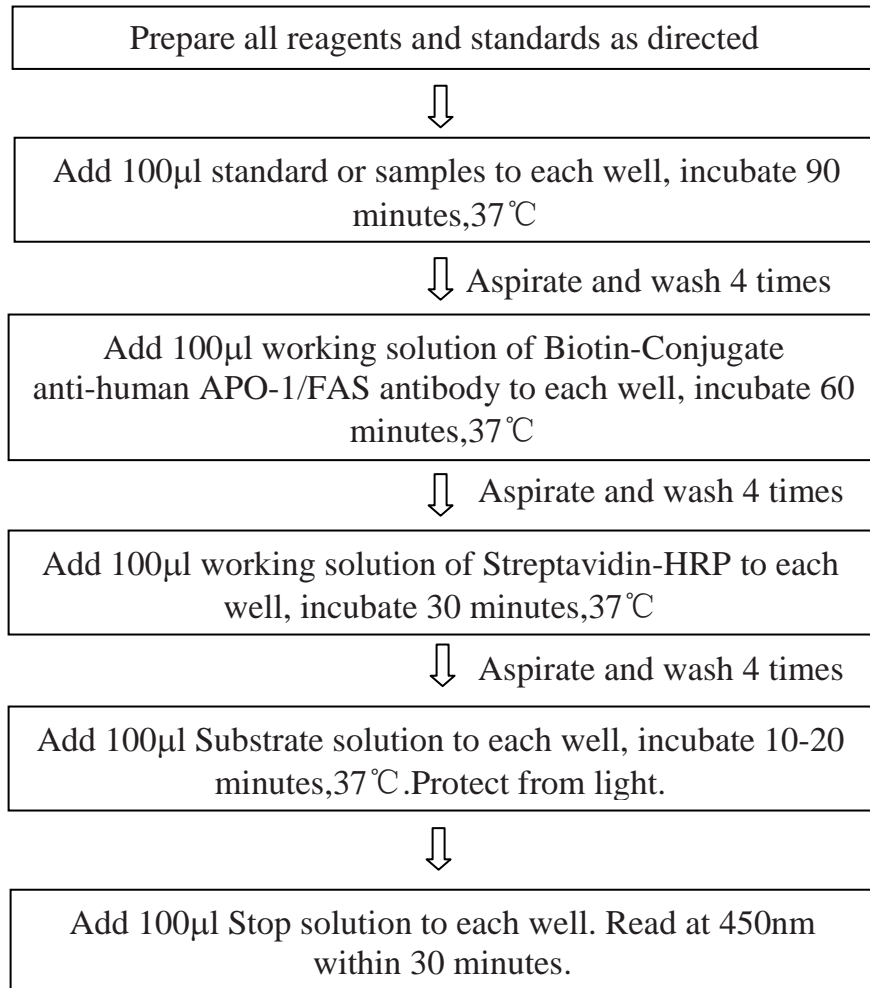 Prepare all reagents and standards as directed
Add 100μl standard or samples to each well, incubate 90
minutes,37℃
Aspirate and wash 4 times
Add 100μl working solution of Biotin-Conjugate
anti-human APO-1/FAS antibody to each well, incubate 60
minutes,37℃
Aspirate and wash 4 times
Add 100μl working solution of Streptavidin-HRP to each
well, incubate 30 minutes,37℃
Aspirate and wash 4 times
Add 100μl Substrate solution to each well, incubate 10-20
minutes,37℃.Protect from light.
Add 100μl Stop solution to each well. Read at 450nm
within 30 minutes.